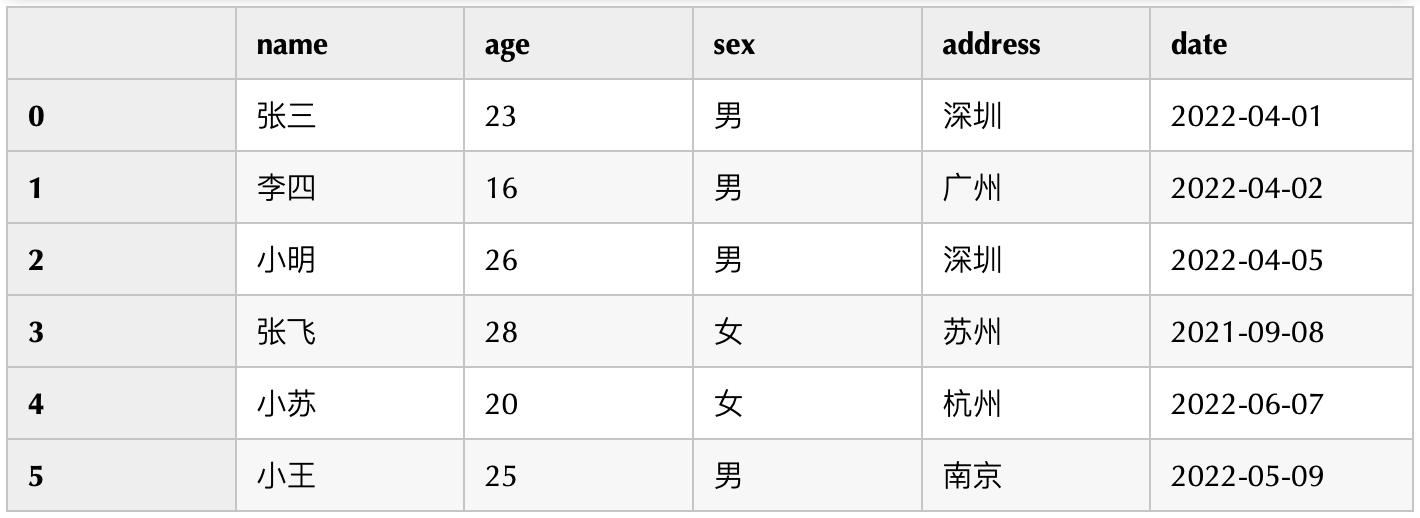 name age sex address date
0 张三 23 男 深圳 2022-04-01
1 李四 16 男 广州 2022-04-02
2 小明 26 男 深圳 2022-04-05
3 张飞 28 女 苏州 2021-09-08
4 小苏 20 女 杭州 2022-06-07
5 小王 25 男 南京 2022-05-09